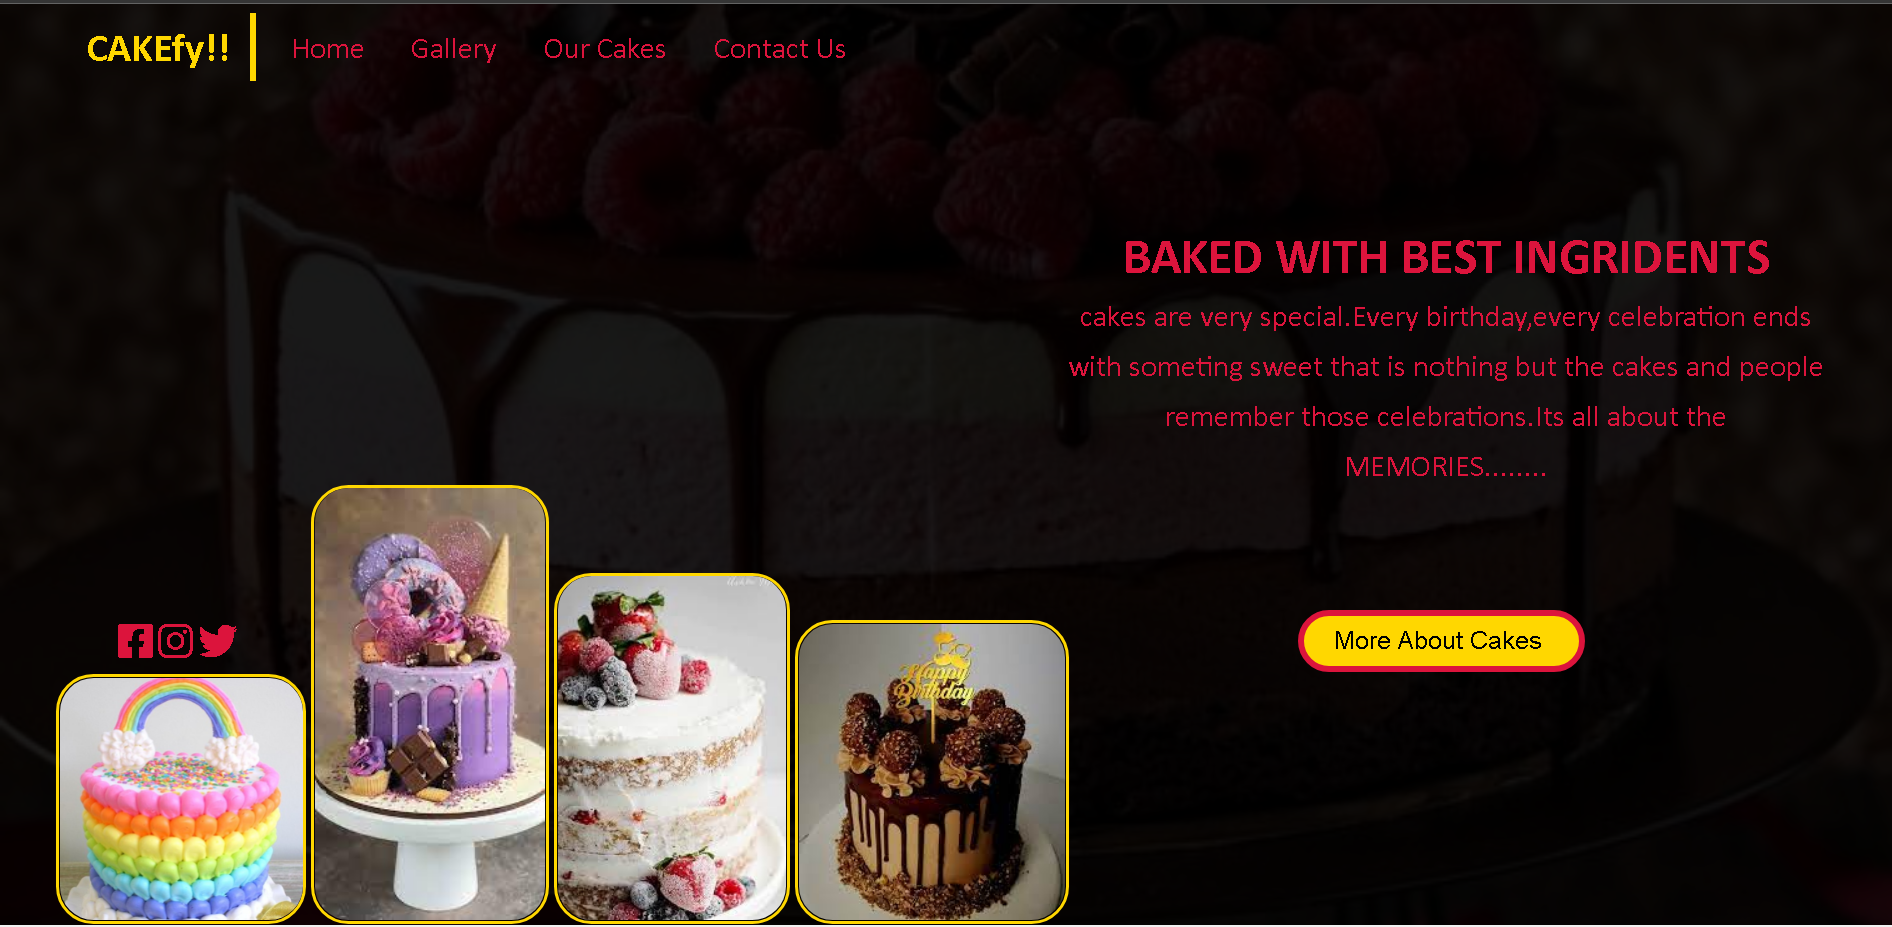 CAKEfy!!
Home
Gallery
Our Cakes
Contact Us
BAKED WITH BEST INGRIDENTS
cakes are very special.Every birthday,every celebration ends
with someting sweet that is nothing but the cakes and people
remember those celebrations.Its all about the
MEMORIES........
More About Cakes
Happy
Birthday